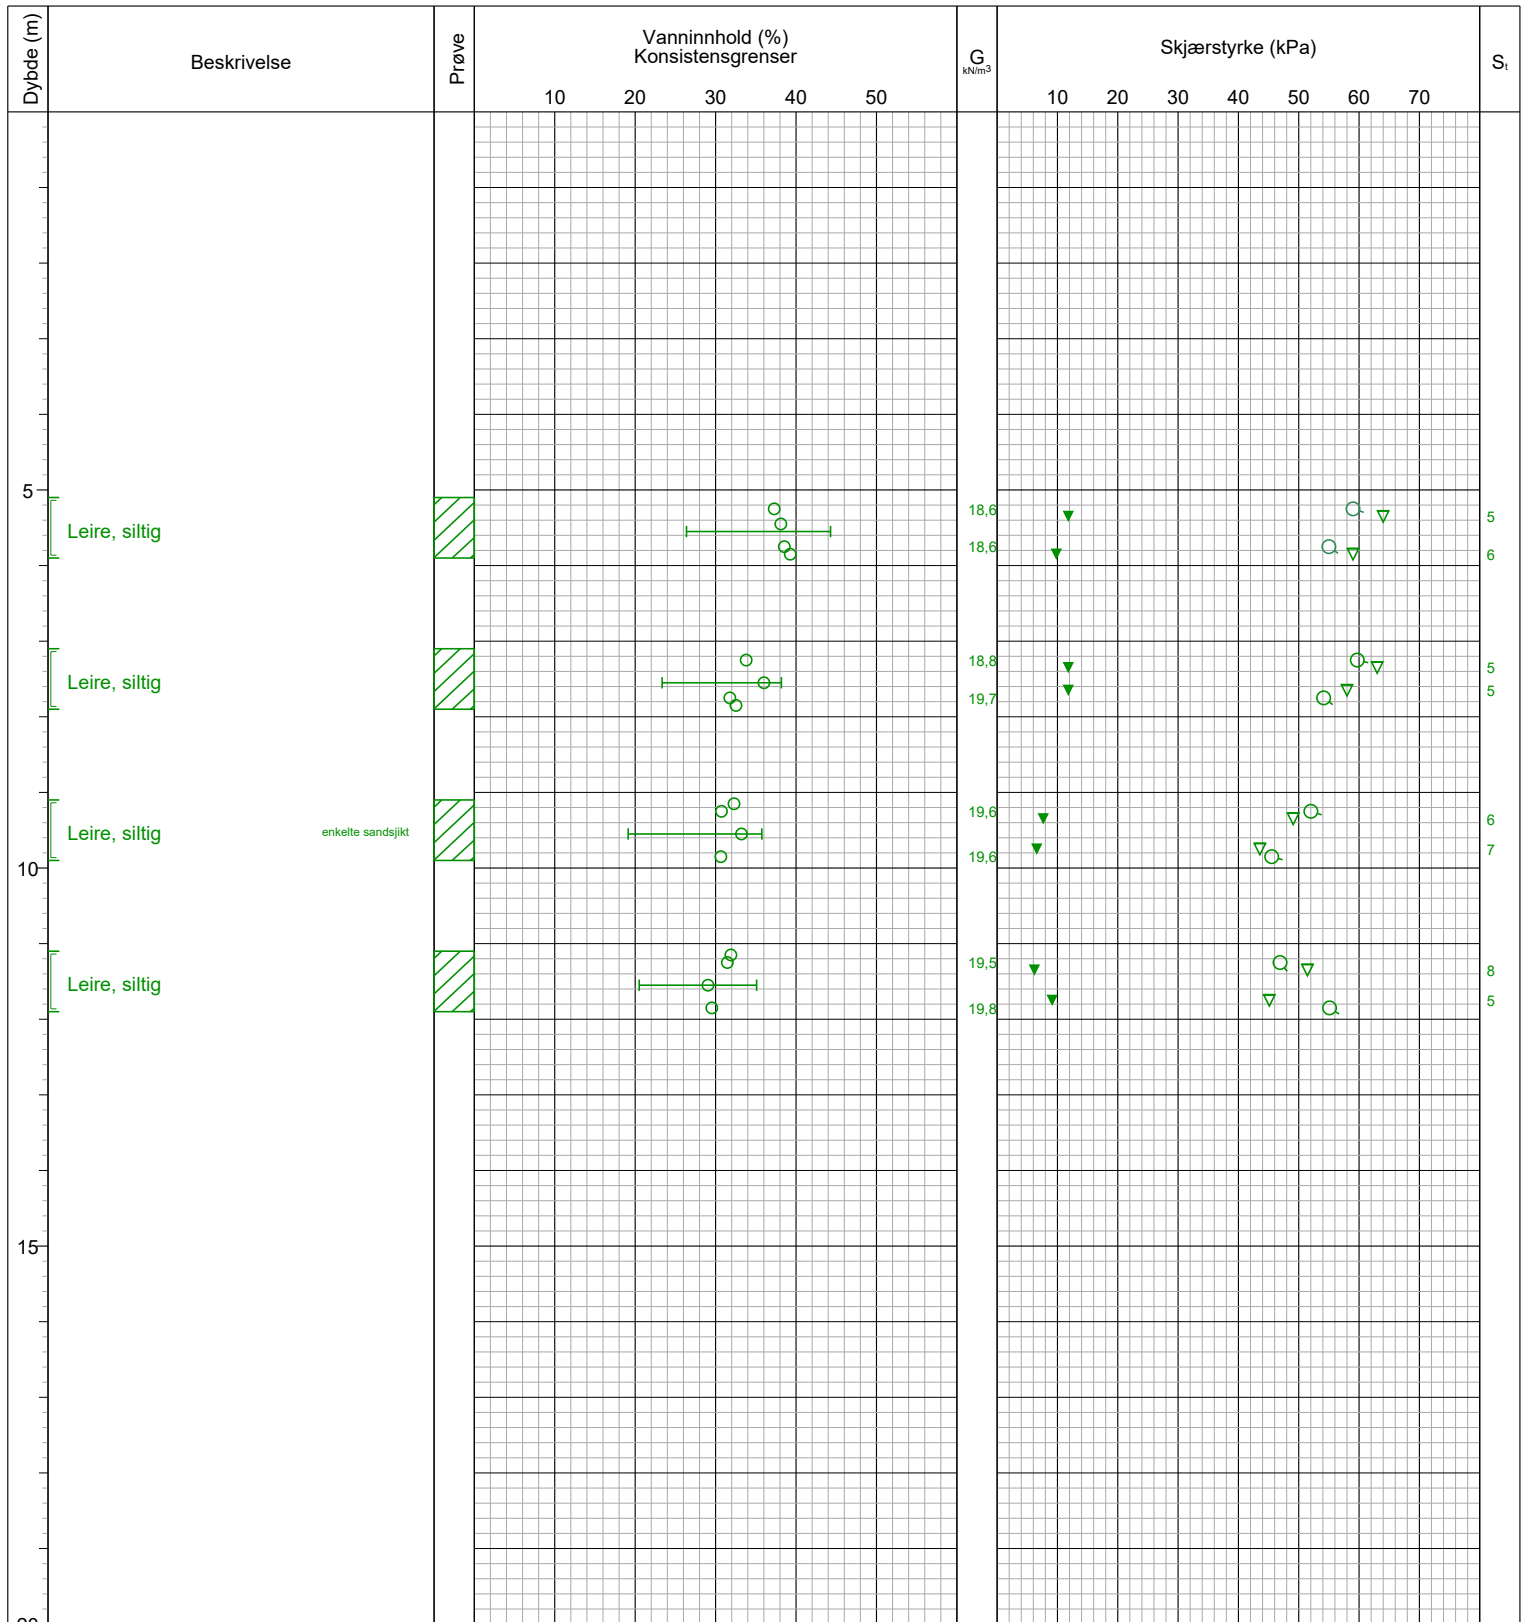 Dybde (m)
Beskrivelse
Prøve
Vanninnhold (%)
Konsistensgrenser
10 20 30 40 50
G
kN/m3
Skjærstyrke (kPa)
10 20 30 40 50 60 70
St
5
Leire, siltig
18,6
5
18,6
6
Leire, siltig
18,8
5
19,7
5
Leire, siltig
enkelte sandsjikt
19,6
6
19,6
7
10
Leire, siltig
19,5
8
19,8
5
15